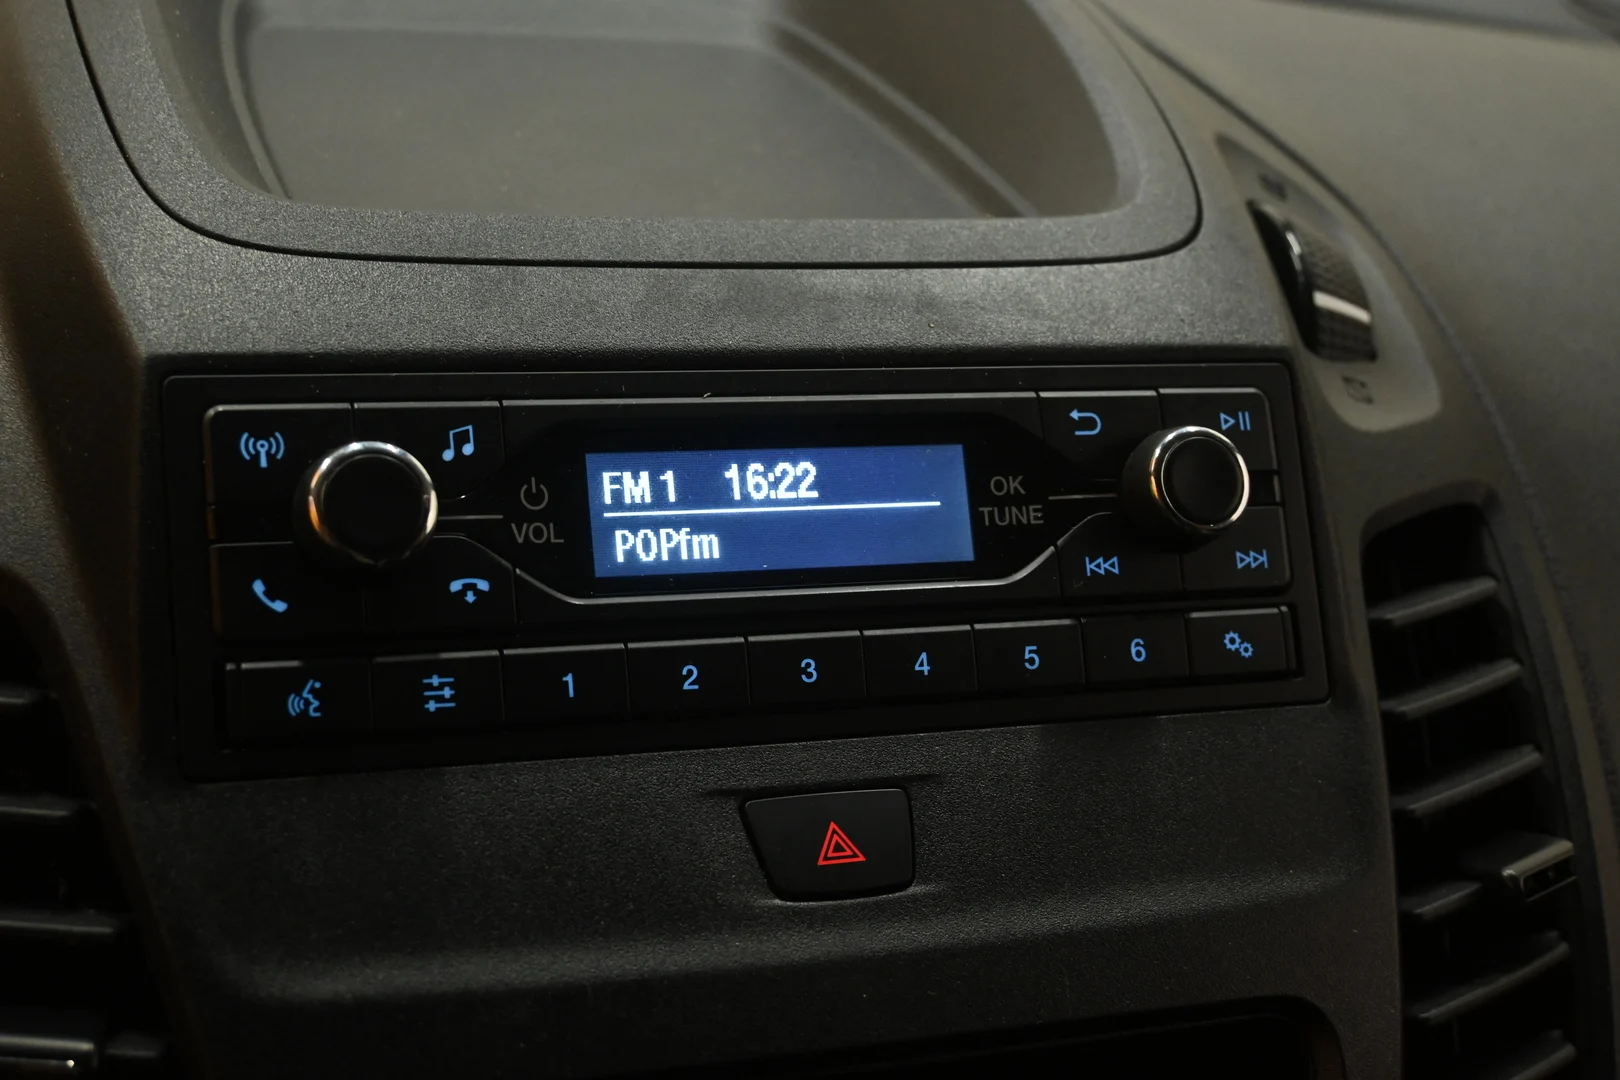 FM 1 16:22
POPfm
VOL
OK
TUNE
1 2 3 4 5 6